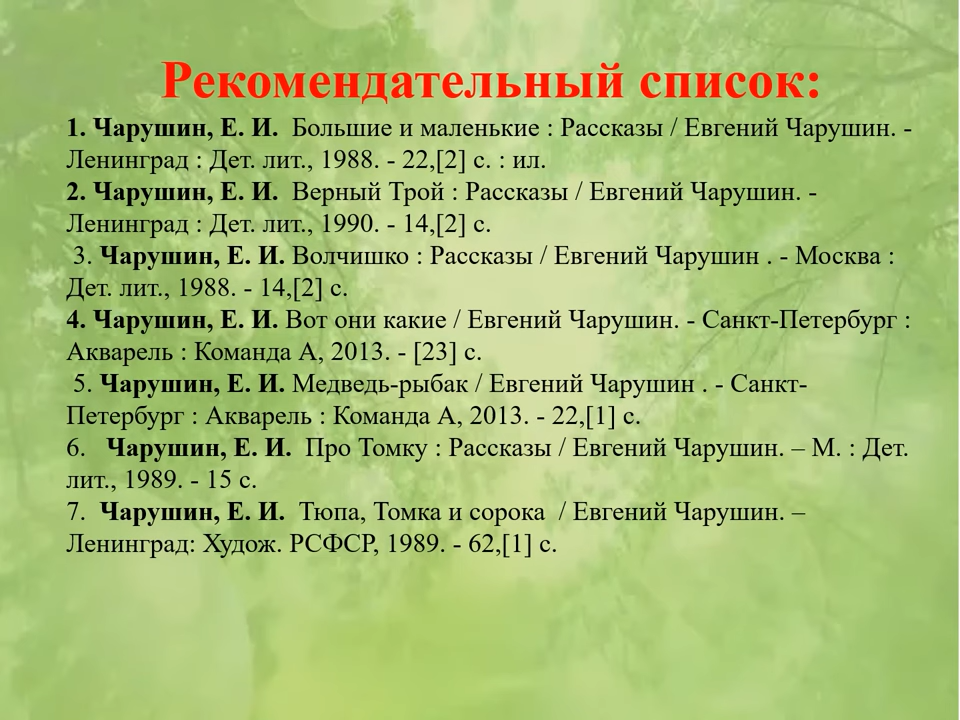 Рекомендательный список:
1. Чарушин, Е. И.  Большие и маленькие : Рассказы / Евгений Чарушин. -
Ленинград : Дет. лит., 1988. - 22,[2] с. : ил.
2. Чарушин, Е. И.  Верный Трой : Рассказы / Евгений Чарушин. -
Ленинград : Дет. лит., 1990. - 14,[2] с.
3. Чарушин, Е. И. Волчишко : Рассказы / Евгений Чарушин . - Москва :
Дет. лит., 1988. - 14,[2] с.
4. Чарушин, Е. И. Вот они какие / Евгений Чарушин. - Санкт-Петербург :
Акварель : Команда А, 2013. - [23] с.
5. Чарушин, Е. И. Медведь-рыбак / Евгений Чарушин . - Санкт-
Петербург : Акварель : Команда А, 2013. - 22,[1] с.
6.   Чарушин, Е. И.  Про Томку : Рассказы / Евгений Чарушин. – М. : Дет.
лит., 1989. - 15 с.
7.  Чарушин, Е. И.  Тюпа, Томка и сорока  / Евгений Чарушин. –
Ленинград: Худож. РСФСР, 1989. - 62,[1] с.